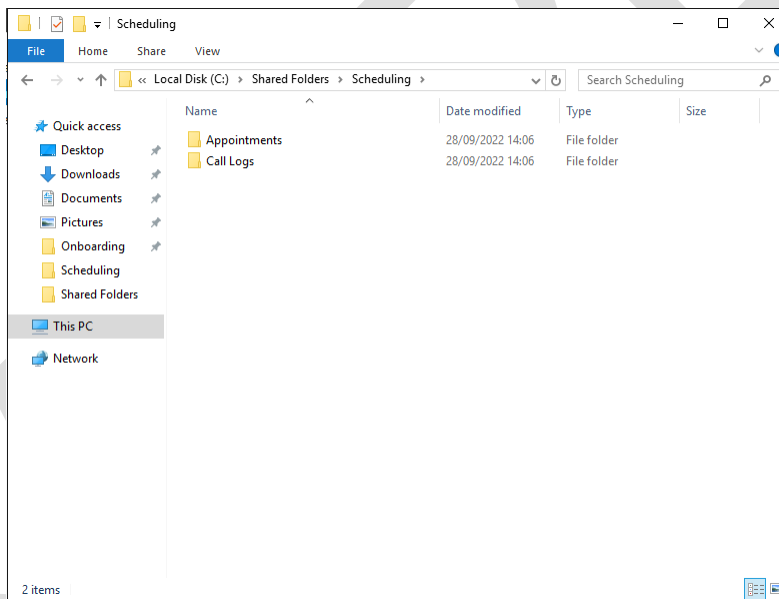 Scheduling
File Home Share View
« Local Disk (C:) > Shared Folders > Scheduling >
Search Scheduling
Name Date modified Type Size
Quick access
Desktop
Downloads
Documents
Pictures
Onboarding
Scheduling
Shared Folders
This PC
Network
Appointments 28/09/2022 14:06 File folder
Call Logs 28/09/2022 14:06 File folder
2 items